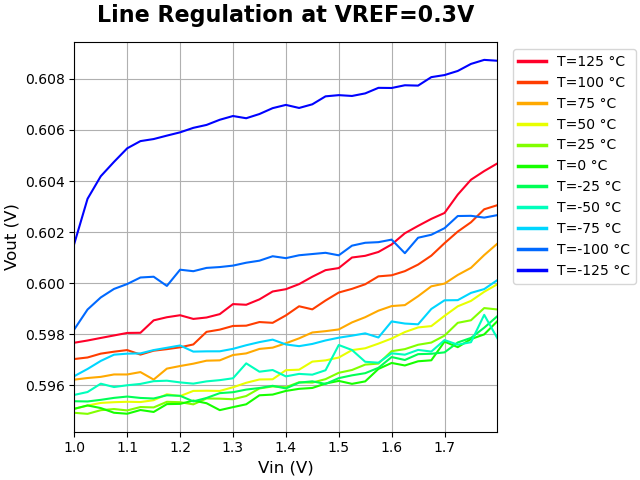 Line Regulation at VREF=0.3V
Vout (V)
0.608
0.606
0.604
0.602
0.600
0.598
0.596
1.0 1.1 1.2 1.3 1.4 1.5 1.6 1.7
Vin (V)
T=125 °C
T=100 °C
T=75 °C
T=50 °C
T=25 °C
T=0 °C
T=-25 °C
T=-50 °C
T=-75 °C
T=-100 °C
T=-125 °C